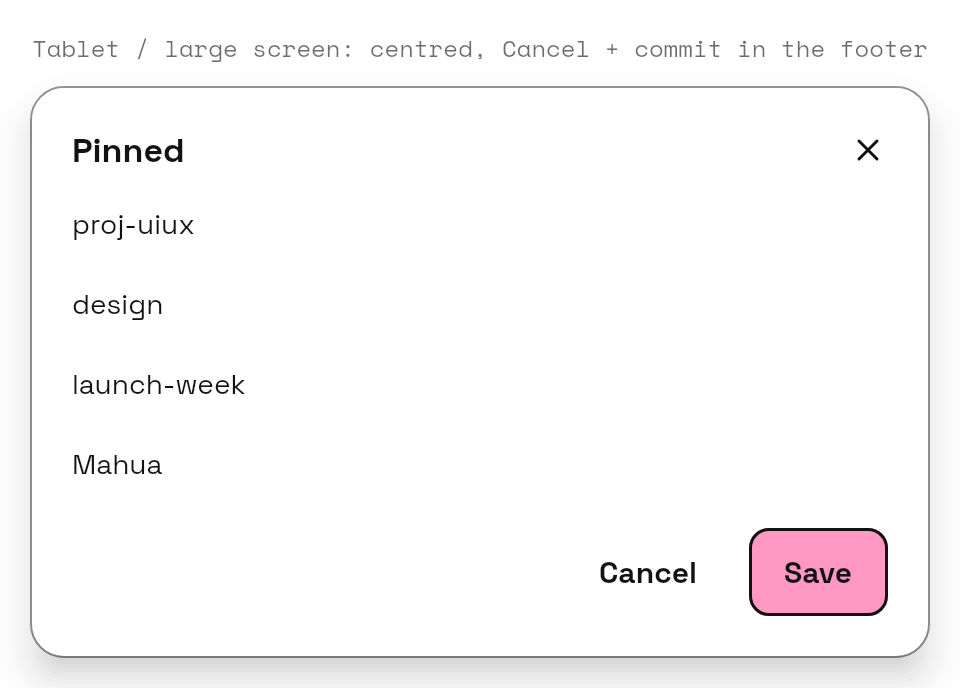 Tablet / large screen: centred, Cancel + commit in the footer
Pinned
proj-uiux
design
launch-week
Mahua
Cancel
Save